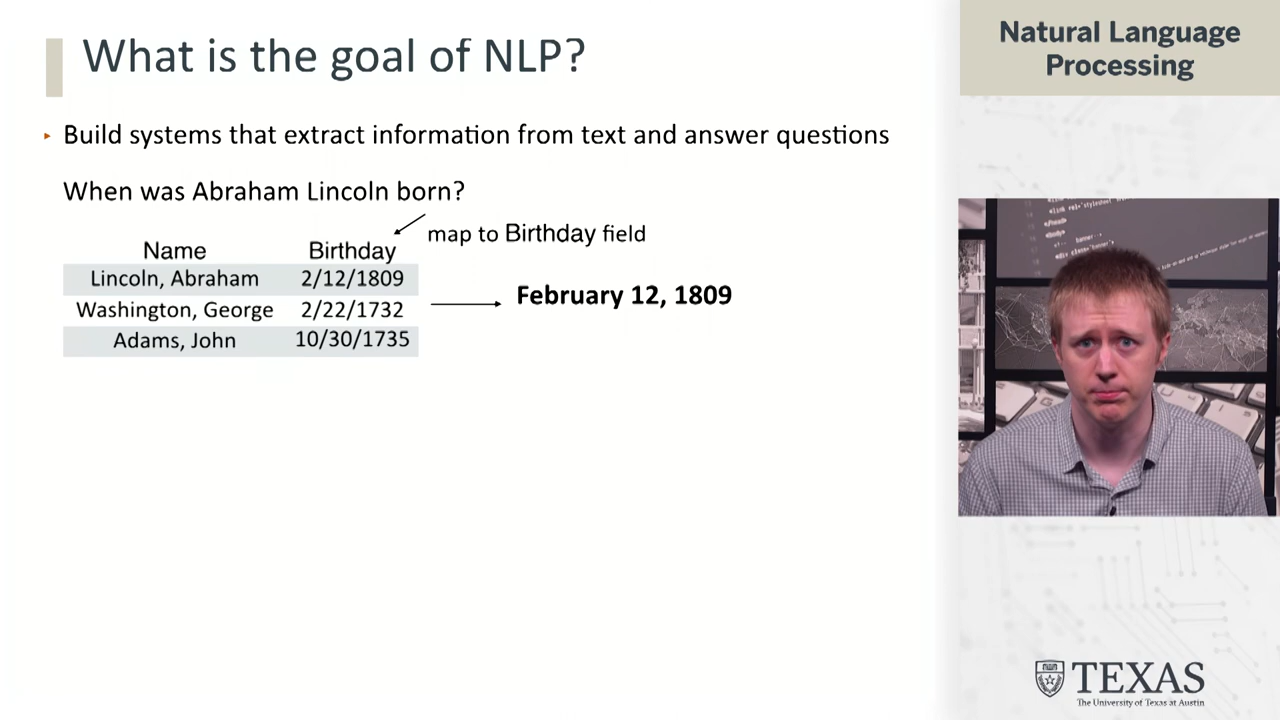 What is the goal of NLP?
Build systems that extract information from text and answer questions
When was Abraham Lincoln born?
map to Birthday field
Name Birthday
Lincoln, Abraham 2/12/1809
Washington, George 2/22/1732
Adams, John 10/30/1735
February 12, 1809
Natural Language
Processing
TEXAS
The University of Texas at Austin